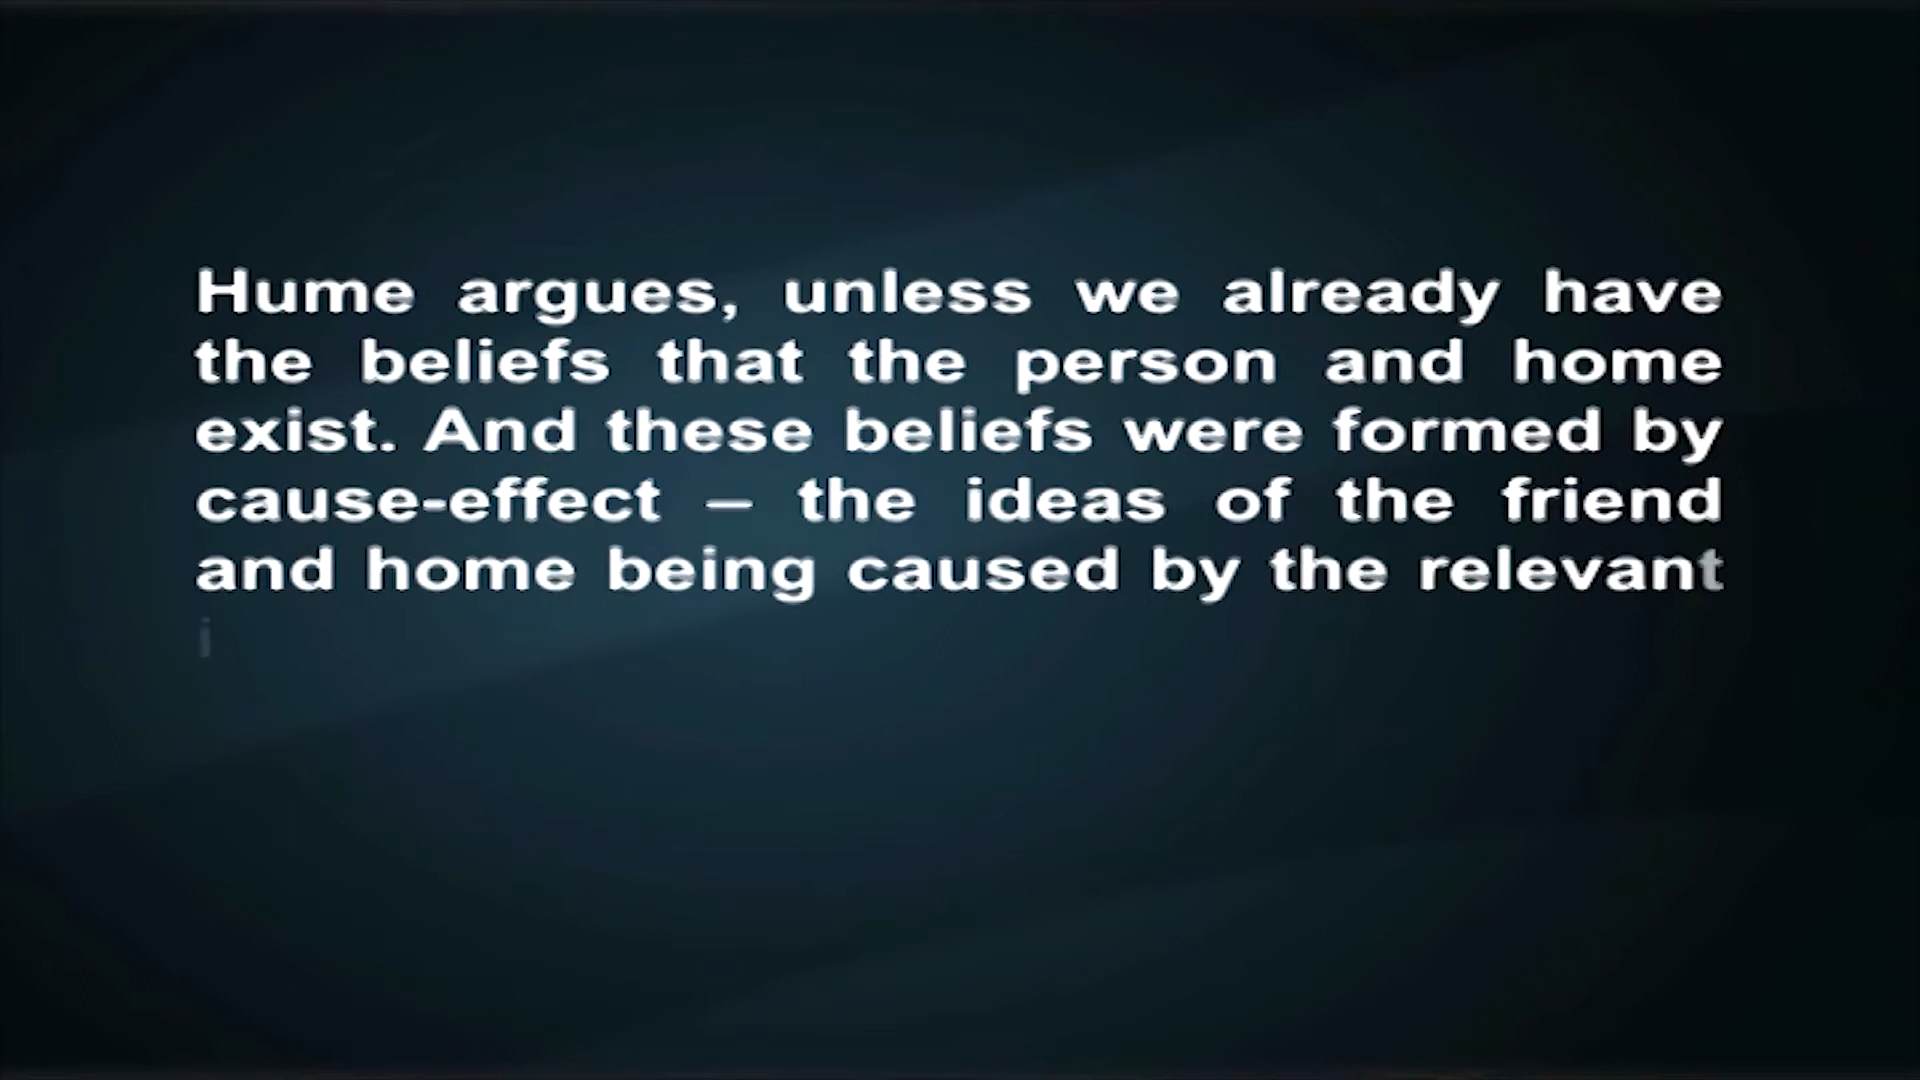 Hume argues, unless we already have
the beliefs that the person and home
exist. And these beliefs were formed by
cause-effect – the ideas of the friend
and home being caused by the relevant
i